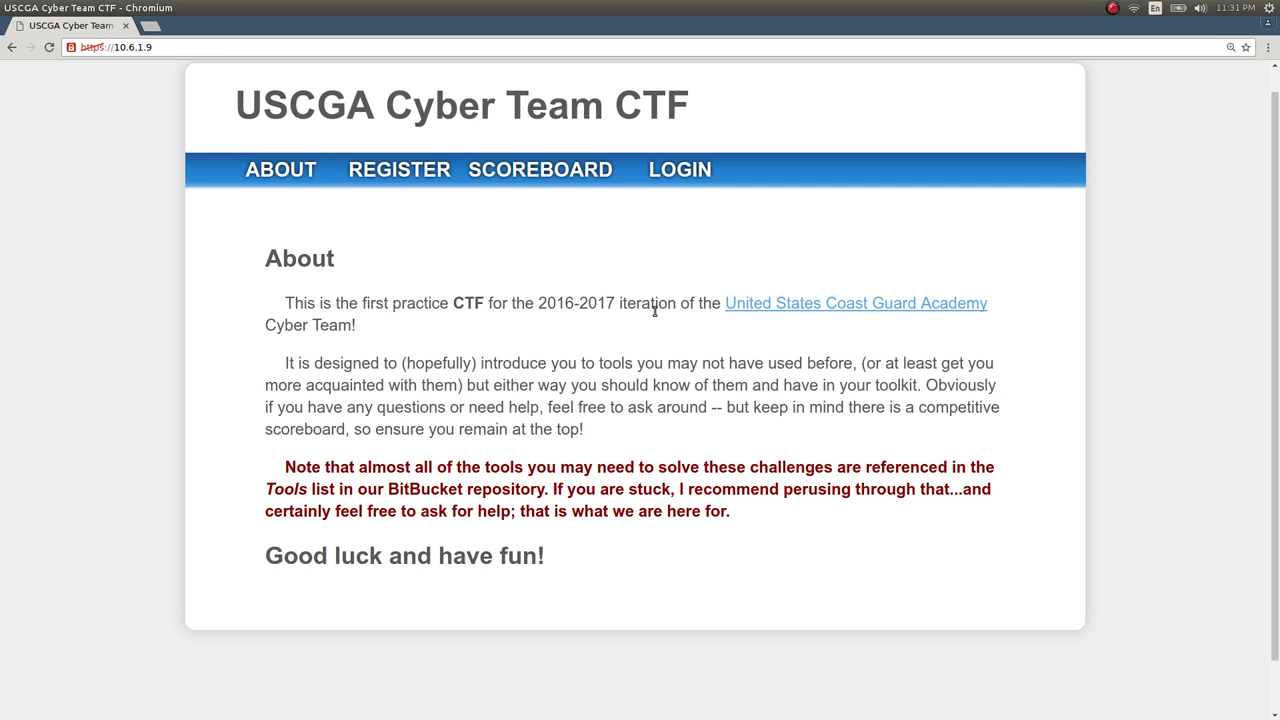 USCGA Cyber Team CTF - Chromium
En
11:31 PM
USCGA Cyber Team
https://10.6.1.9
USCGA Cyber Team CTF
ABOUT REGISTER SCOREBOARD LOGIN
About
This is the first practice CTF for the 2016-2017 iteration of the United States Coast Guard Academy
Cyber Team!
It is designed to (hopefully) introduce you to tools you may not have used before, (or at least get you
more acquainted with them) but either way you should know of them and have in your toolkit. Obviously
if you have any questions or need help, feel free to ask around -- but keep in mind there is a competitive
scoreboard, so ensure you remain at the top!
Note that almost all of the tools you may need to solve these challenges are referenced in the
Tools list in our BitBucket repository. If you are stuck, I recommend perusing through that...and
certainly feel free to ask for help; that is what we are here for.
Good luck and have fun!